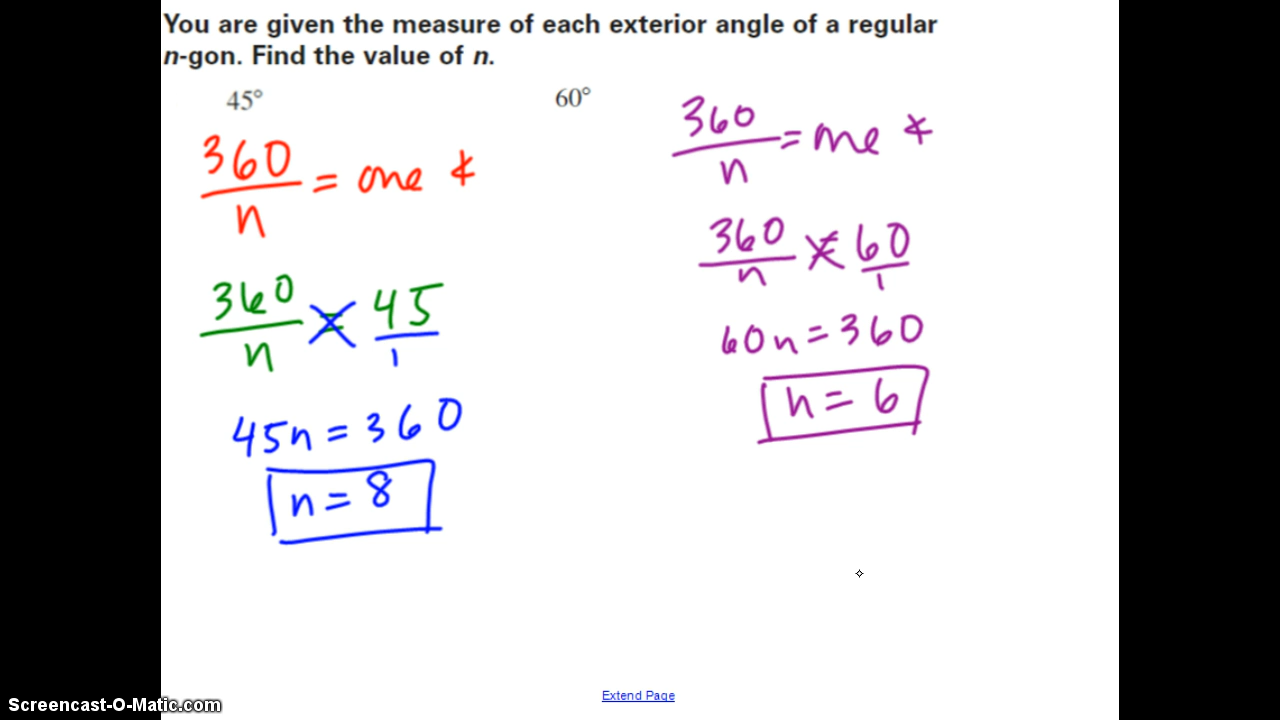 You are given the measure of each exterior angle of a regular
n-gon. Find the value of n.
45°
360/n = one ∡
360/n = 45/1
45n = 360
n = 8
60°
360/n = one ∡
360/n = 60/1
60n = 360
n = 6
Extend Page
Screencast-O-Matic.com